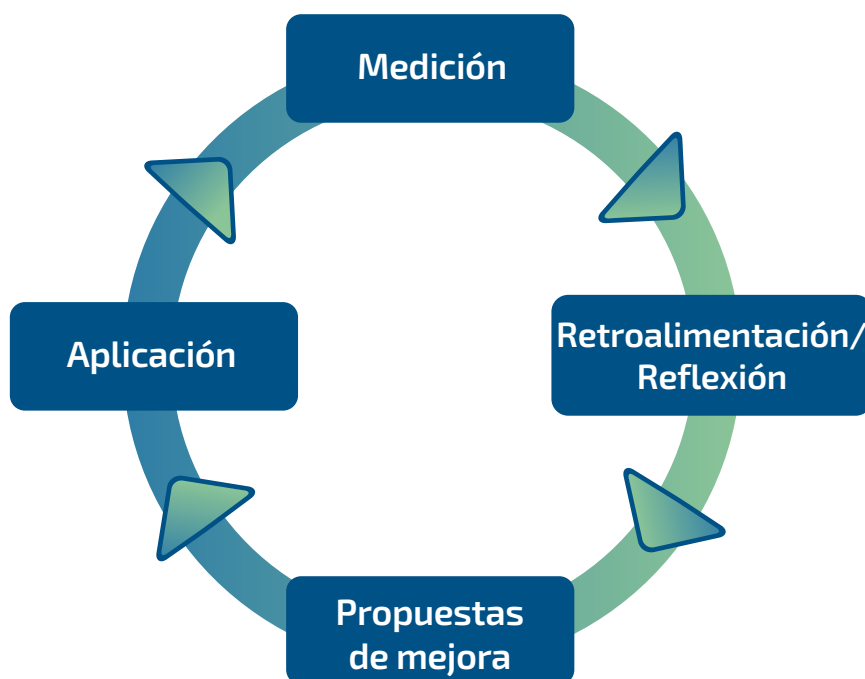 Medición
Retroalimentación/
Reflexión
Propuestas
de mejora
Aplicación